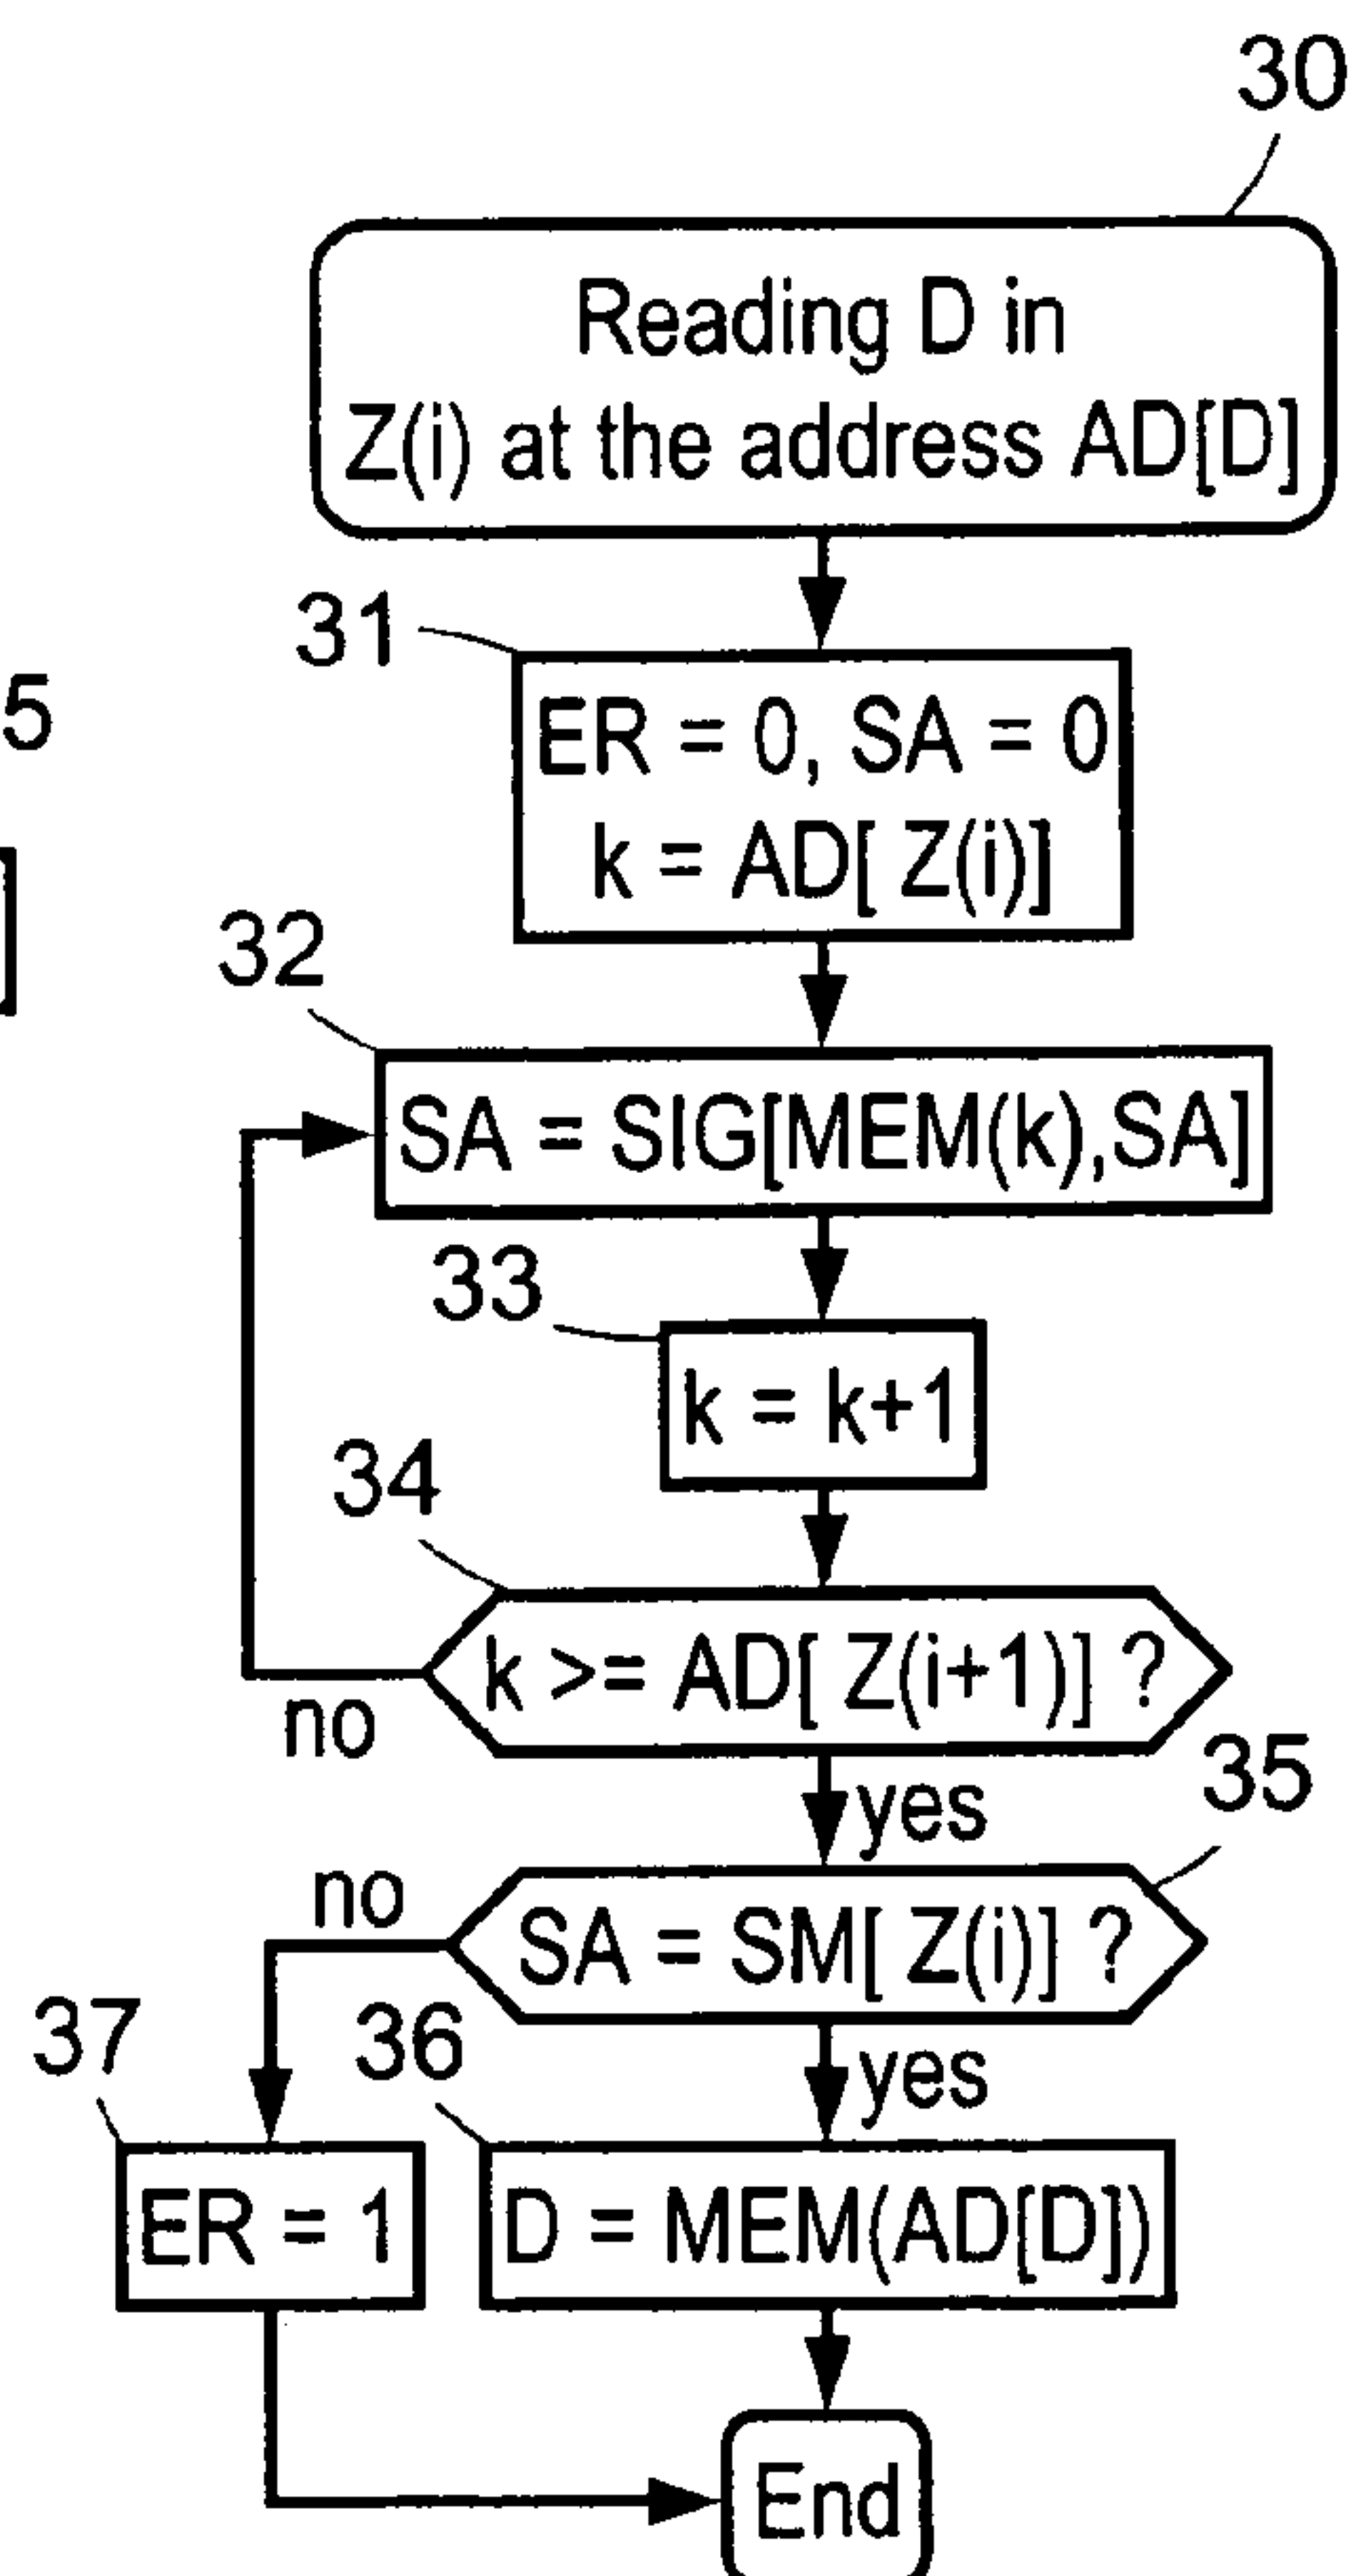 30
Reading D in
Z(i) at the address AD[D]
31
ER = 0, SA = 0
k = AD[ Z(i)]
5
]
32
SA = SIG[MEM(k),SA]
33
k = k+1
34
k >= AD[ Z(i+1)] ?
no
yes
35
no
SA = SM[ Z(i)] ?
37
36
yes
ER = 1
D = MEM(AD[D])
End